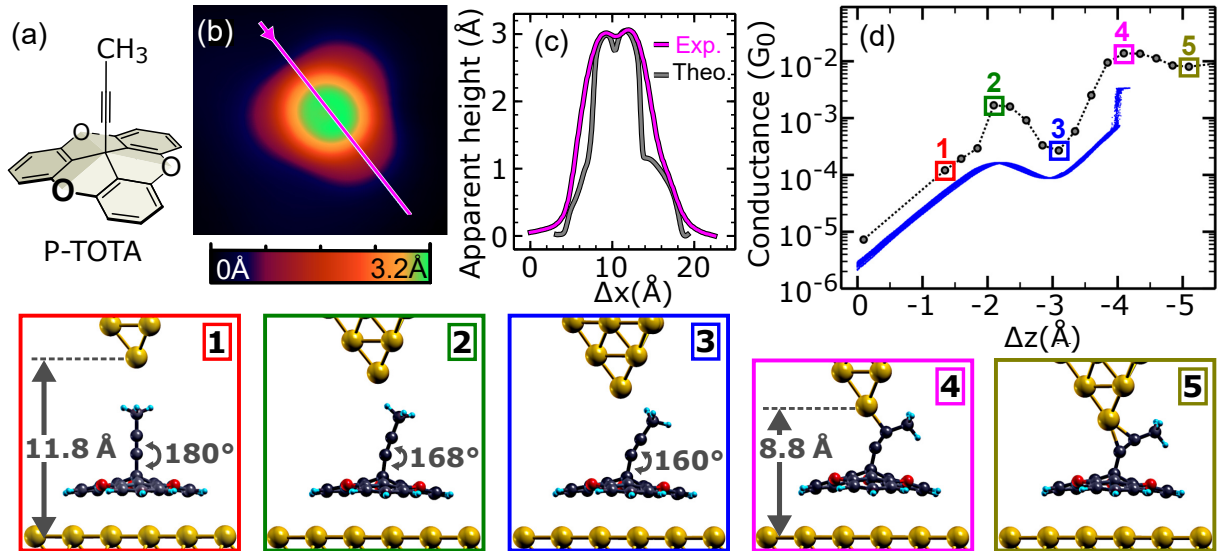 (a)
CH₃
O
O
O
P-TOTA
(b)
0Å
3.2Å
(c)
Apparent height (Å)
3
2
1
0
Exp.
Theo.
0
10
20
Δx(Å)
(d)
Conductance (G₀)
10⁻²
10⁻³
10⁻⁴
10⁻⁵
10⁻⁶
1
2
3
4
5
0
-1
-2
-3
-4
-5
Δz(Å)
1
11.8 Å
180°
2
168°
3
160°
4
8.8 Å
5